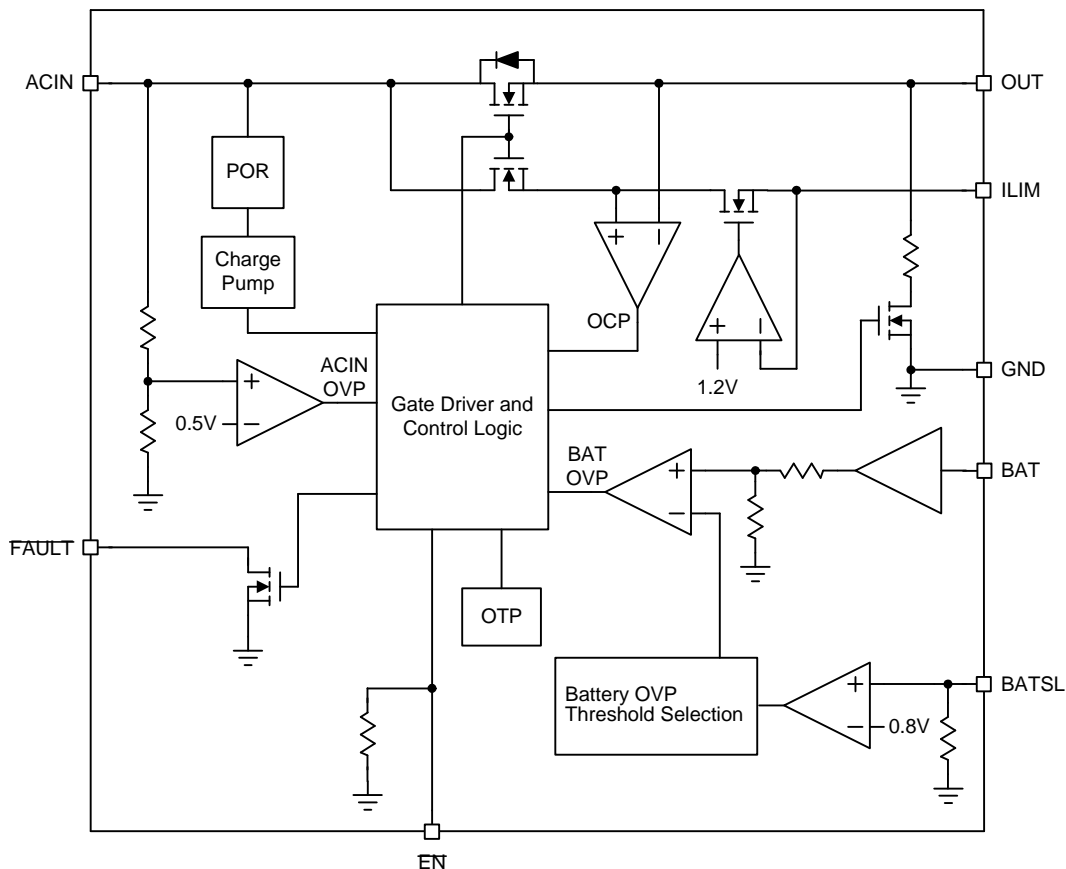 ACIN
OUT
POR
ILIM
Charge
Pump
+ −
OCP
+ −
1.2V
GND
ACIN
OVP
+
0.5V −
Gate Driver and
Control Logic
BAT
OVP
+
−
BAT
FAULT
OTP
Battery OVP
Threshold Selection
+
− 0.8V
BATSL
EN